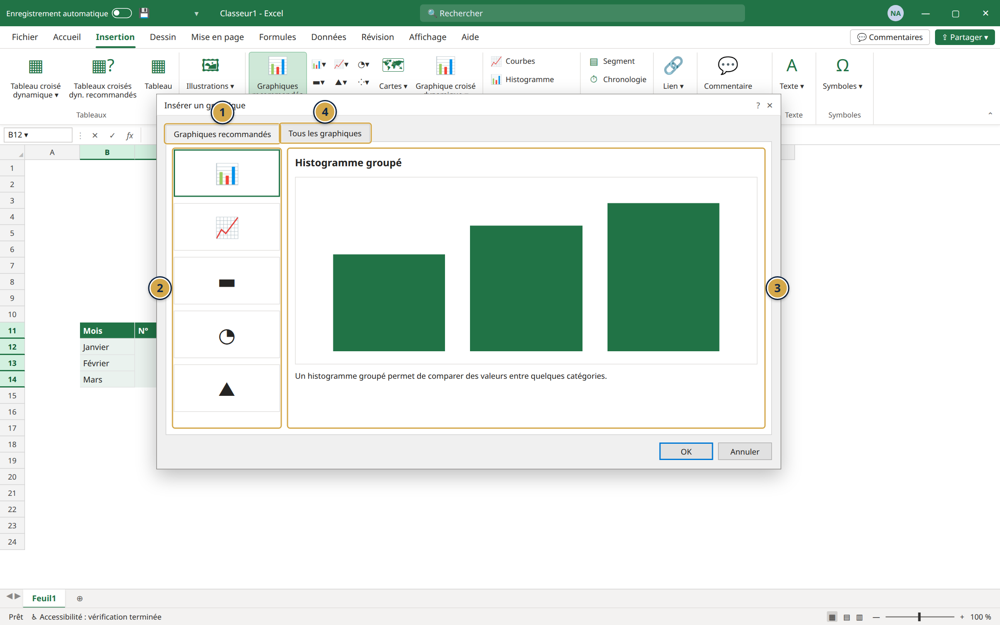 Enregistrement automatique
Classeur1 - Excel
Rechercher
NA
Fichier Accueil Insertion Dessin Mise en page Formules Données Révision Affichage Aide
Commentaires
Partager
Tableau croisé
dynamique
Tableaux croisés
dyn. recommandés
Tableau
Illustrations
Graphiques
recommandés
Cartes
Graphique croisé
dynamique
Courbes
Histogramme
Segment
Chronologie
Lien
Commentaire
A
Texte
Ω
Symboles
Tableaux
Texte
Symboles
B12
fx
A
B
1
2
3
4
5
6
7
8
9
10
11
12
13
14
15
16
17
18
19
20
21
22
23
24
Mois N°
Janvier
Février
Mars
Insérer un gr que
?
1
4
Graphiques recommandés
Tous les graphiques
2
3
Histogramme groupé
Un histogramme groupé permet de comparer des valeurs entre quelques catégories.
OK
Annuler
Feuil1
Prêt
Accessibilité : vérification terminée
— + 100 %